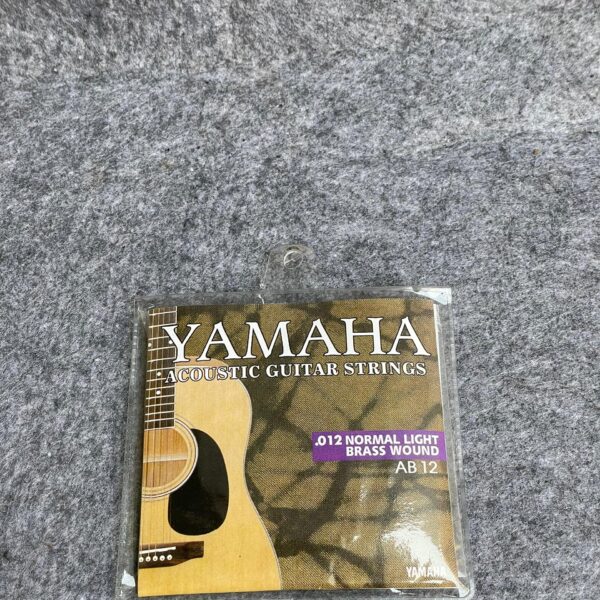 YAMAHA
ACOUSTIC GUITAR STRINGS
.012 NORMAL LIGHT
BRASS WOUND
AB 12
YAMAHA